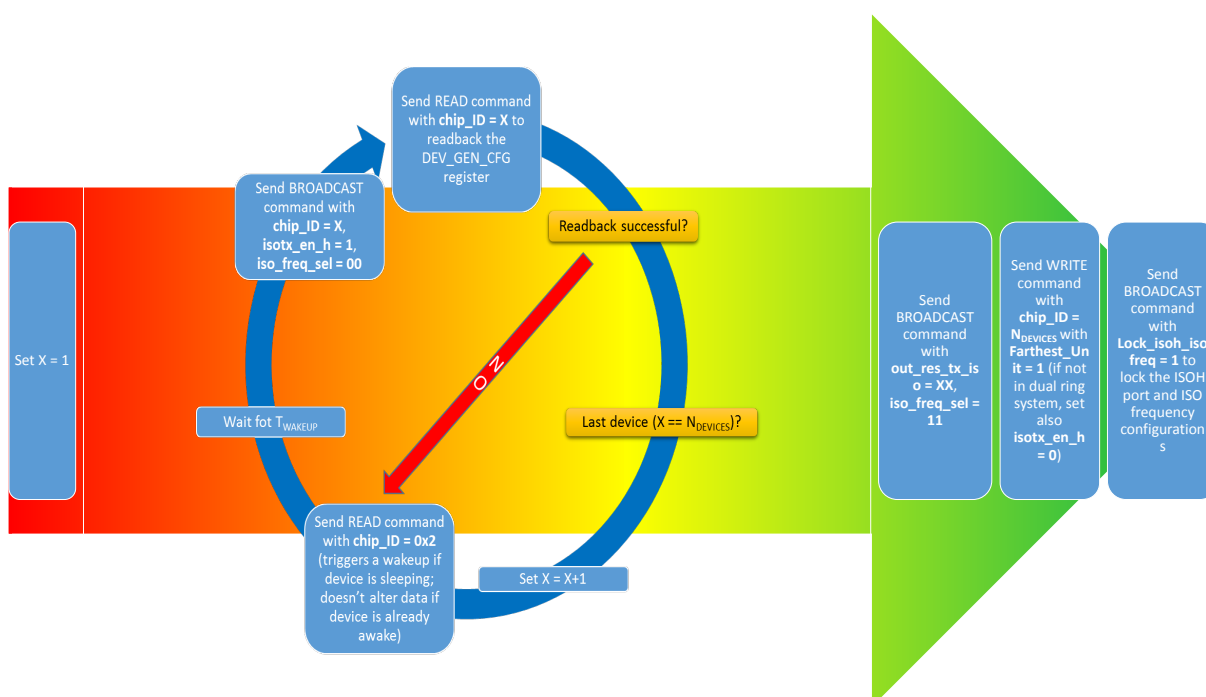 Set X = 1
Send READ command
with chip_ID = X to
readback the
DEV_GEN_CFG
register
Send BROADCAST
command with
chip_ID = X,
isotx_en_h = 1,
iso_freq_sel = 00
Readback successful?
N
O
Wait fot TWAKEUP
Last device (X == NDEVICES)?
Send READ command
with chip_ID = 0x2
(triggers a wakeup if
device is sleeping;
doesn't alter data if
device is already
awake)
Set X = X+1
Send
BROADCAST
command
with
out_res_tx_is
o = XX,
iso_freq_sel =
11
Send WRITE
command
with
chip_ID =
NDEVICES with
Farthest_Un
it = 1 (if not
in dual ring
system, set
also
isotx_en_h
= 0)
Send
BROADCAST
command
with
Lock_isoh_iso
freq = 1 to
lock the ISOH
port and ISO
frequency
configuration
s